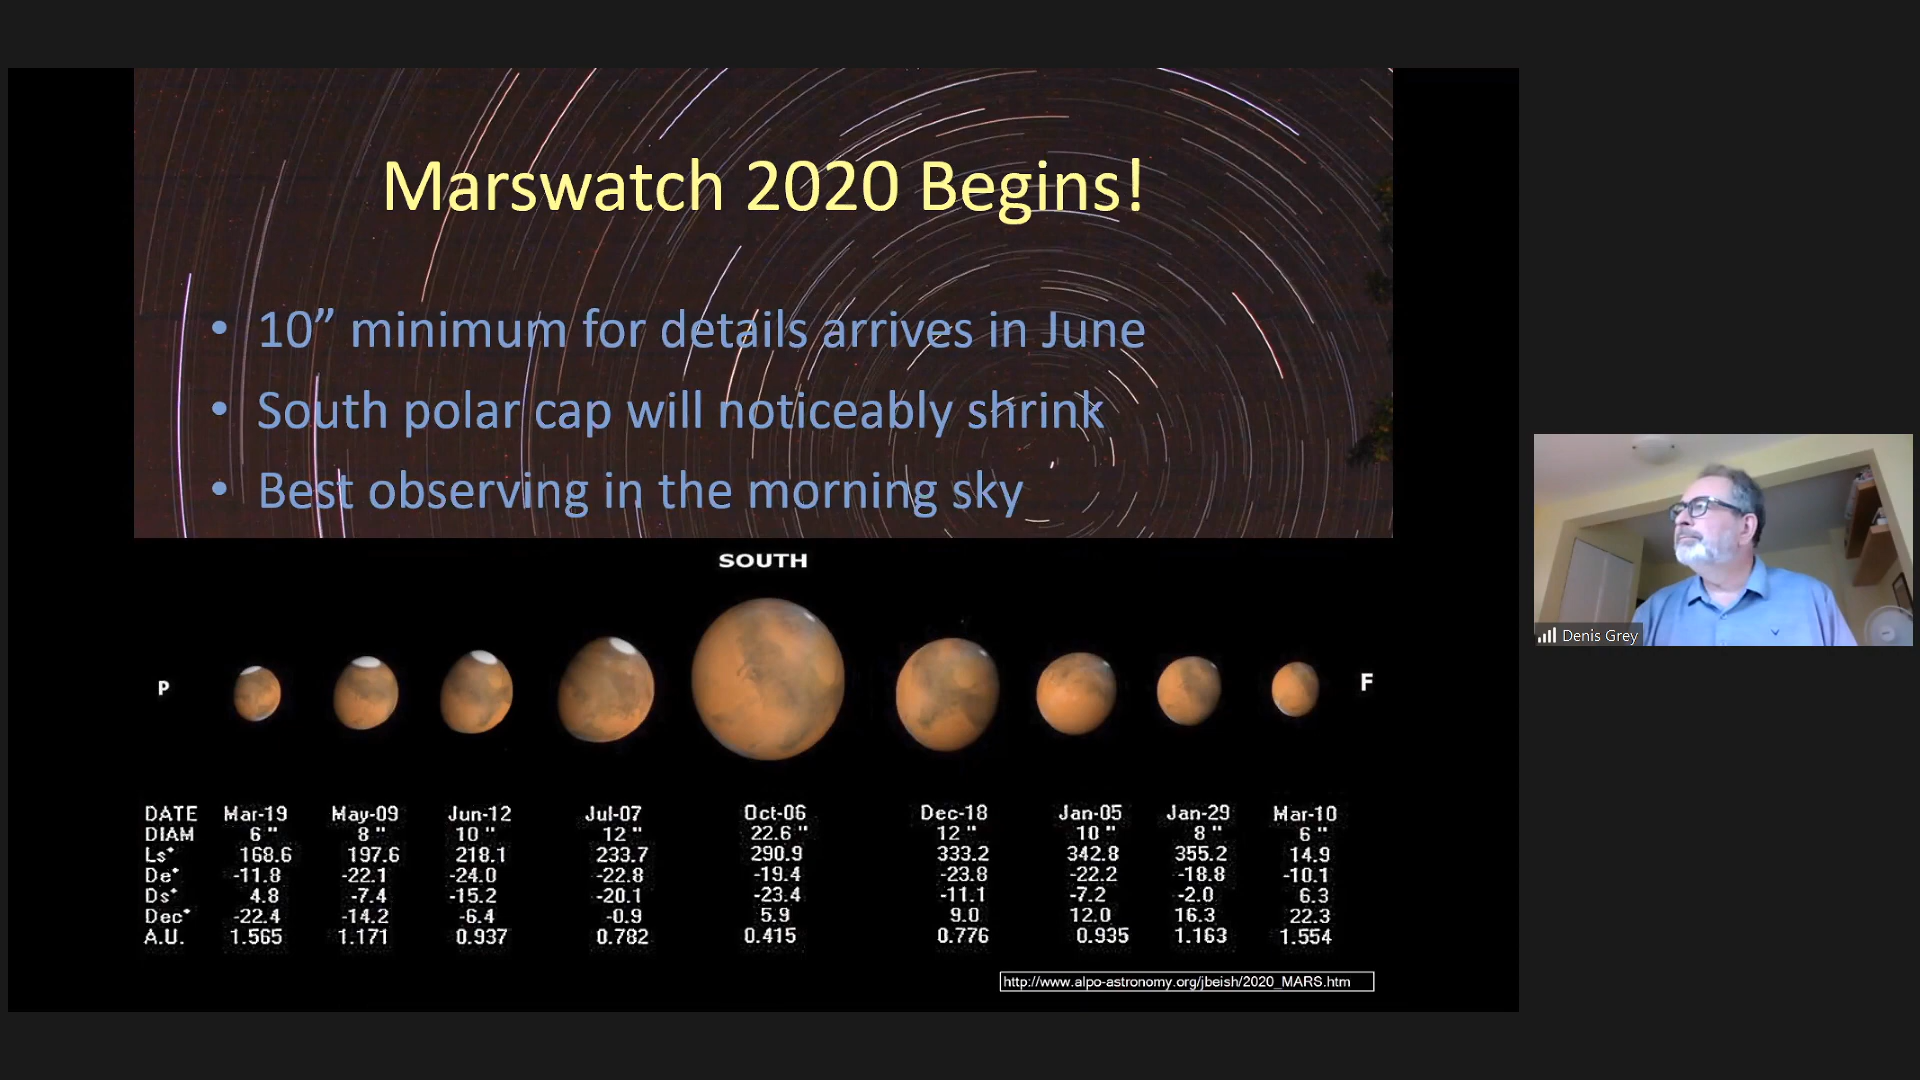 Marswatch 2020 Begins!
• 10” minimum for details arrives in June
• South polar cap will noticeably shrink
• Best observing in the morning sky
SOUTH
P
F
DATE Mar-19 May-09 Jun-12 Jul-07 Oct-06 Dec-18 Jan-05 Jan-29 Mar-10
DIAM 6 " 8 " 10 " 12 " 22.6 " 12 " 10 " 8 " 6 "
Ls° 168.6 197.6 218.1 233.7 290.9 333.2 342.8 355.2 14.9
De° -11.8 -22.1 -24.0 -22.8 -19.4 -23.8 -22.2 -18.8 -10.1
Ds° 4.8 -7.4 -15.2 -20.1 -23.4 -11.1 -7.2 -2.0 6.3
Dec° -22.4 -14.2 -6.4 -0.9 5.9 9.0 12.0 16.3 22.3
A.U. 1.565 1.171 0.937 0.782 0.415 0.776 0.935 1.163 1.554
http://www.alpo-astronomy.org/jbeish/2020_MARS.htm
Denis Grey